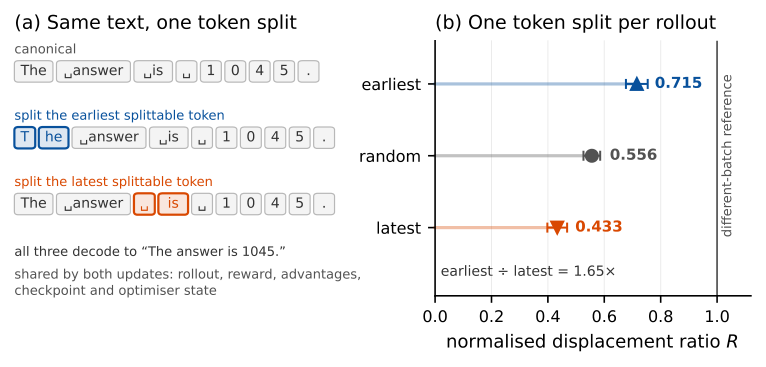 (a) Same text, one token split
canonical
The ␣answer ␣is ␣ 1 0 4 5 .
split the earliest splittable token
T he ␣answer ␣is ␣ 1 0 4 5 .
split the latest splittable token
The ␣answer ␣ is ␣ 1 0 4 5 .
all three decode to “The answer is 1045.”
shared by both updates: rollout, reward, advantages,
checkpoint and optimiser state
(b) One token split per rollout
earliest
0.715
random
0.556
latest
0.433
earliest ÷ latest = 1.65×
different-batch reference
0.0 0.2 0.4 0.6 0.8 1.0
normalised displacement ratio R